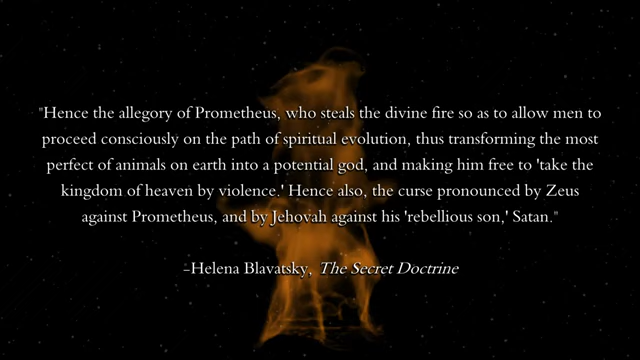 "Hence the allegory of Prometheus, who steals the divine fire so as to allow men to
proceed consciously on the path of spiritual evolution, thus transforming the most
perfect of animals on earth into a potential god, and making him free to 'take the
kingdom of heaven by violence.' Hence also, the curse pronounced by Zeus
against Prometheus, and by Jehovah against his 'rebellious son,' Satan."
-Helena Blavatsky, The Secret Doctrine